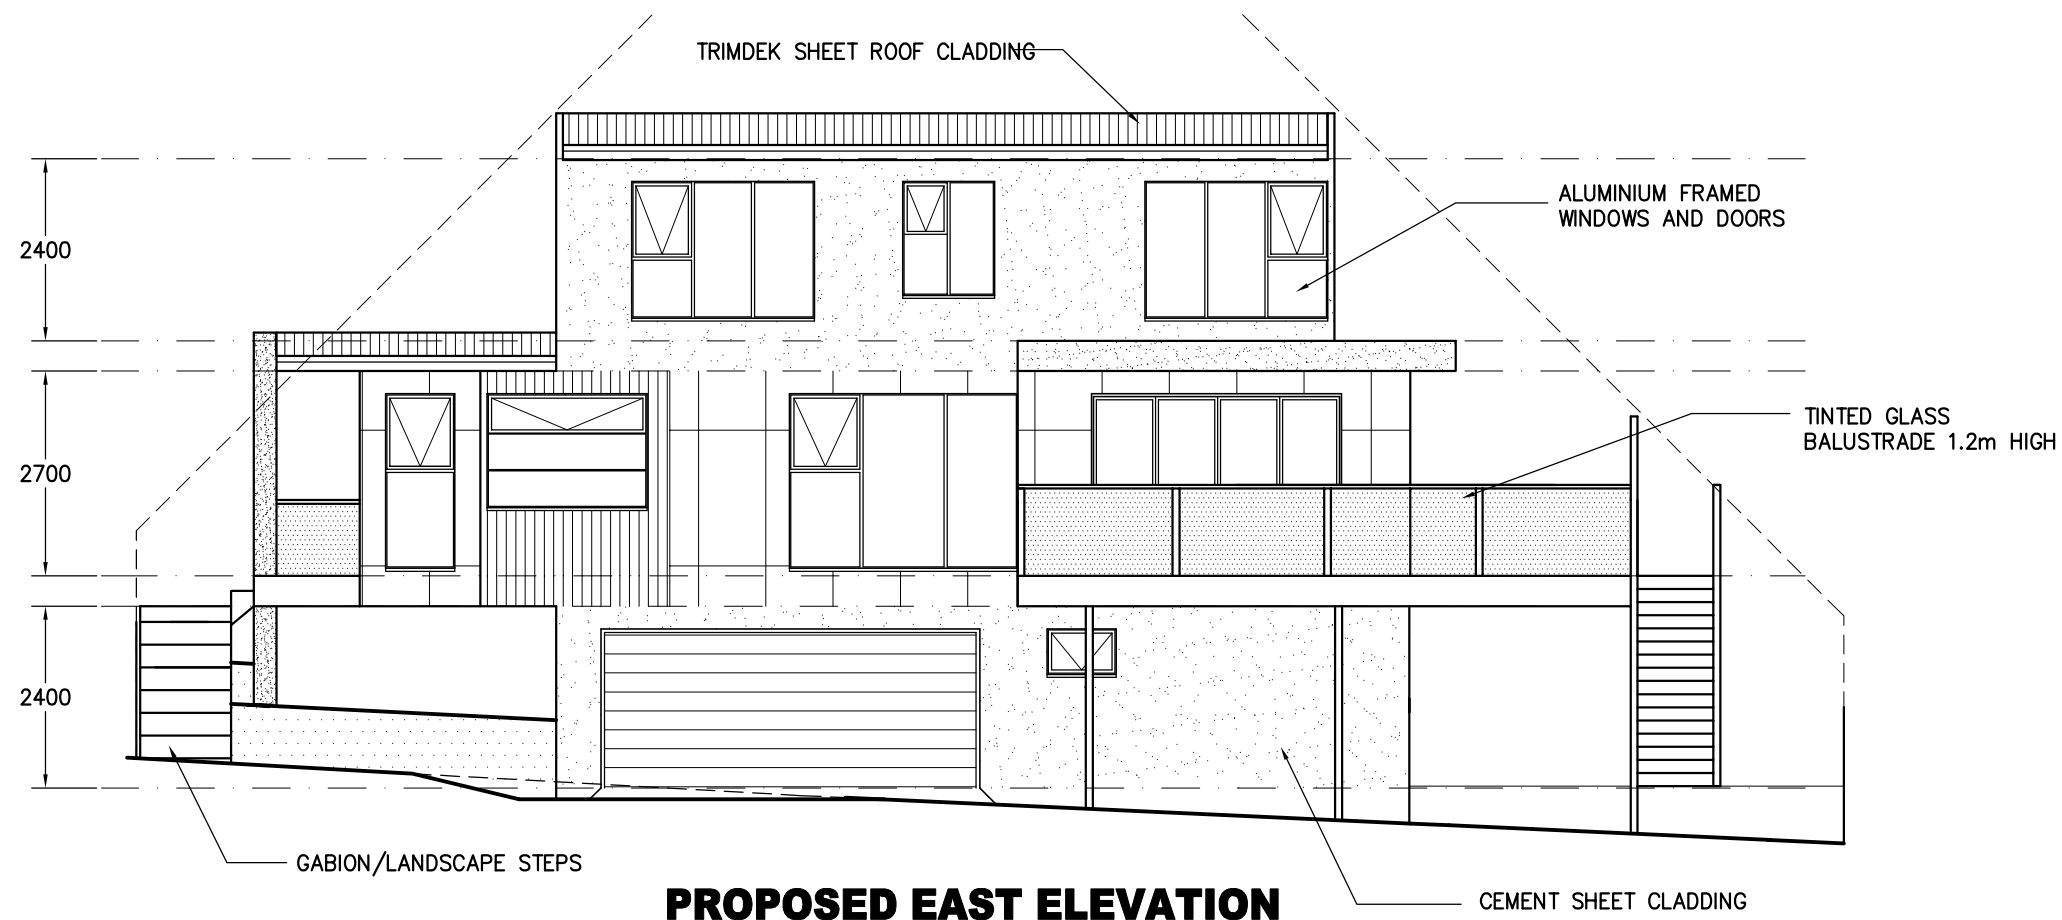 TRIMDEK SHEET ROOF CLADDING
ALUMINIUM FRAMED
WINDOWS AND DOORS
2400
TINTED GLASS
BALUSTRADE 1.2m HIGH
2700
2400
GABION/LANDSCAPE STEPS
CEMENT SHEET CLADDING
PROPOSED EAST ELEVATION